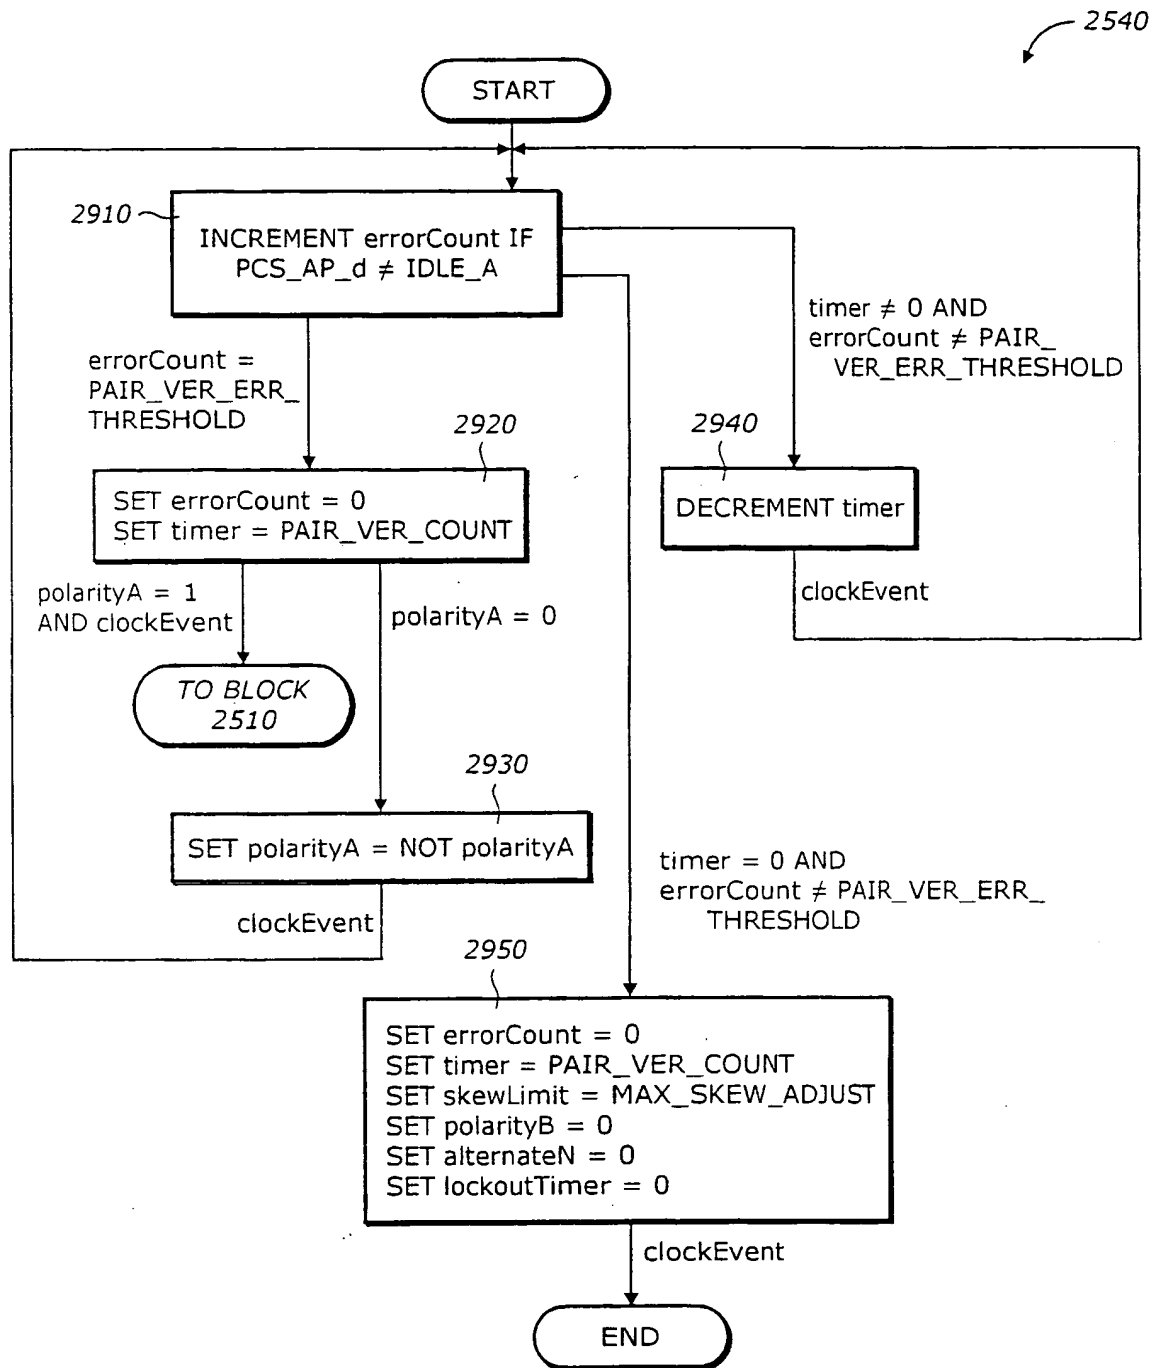 2540
START
2910
INCREMENT errorCount IF
PCS_AP_d ≠ IDLE_A
timer ≠ 0 AND
errorCount ≠ PAIR_
VER_ERR_THRESHOLD
errorCount =
PAIR_VER_ERR_
THRESHOLD
2920
2940
SET errorCount = 0
SET timer = PAIR_VER_COUNT
DECREMENT timer
polarityA = 1
AND clockEvent
polarityA = 0
clockEvent
TO BLOCK
2510
2930
SET polarityA = NOT polarityA
timer = 0 AND
errorCount ≠ PAIR_VER_ERR_
THRESHOLD
clockEvent
2950
SET errorCount = 0
SET timer = PAIR_VER_COUNT
SET skewLimit = MAX_SKEW_ADJUST
SET polarityB = 0
SET alternateN = 0
SET lockoutTimer = 0
clockEvent
END